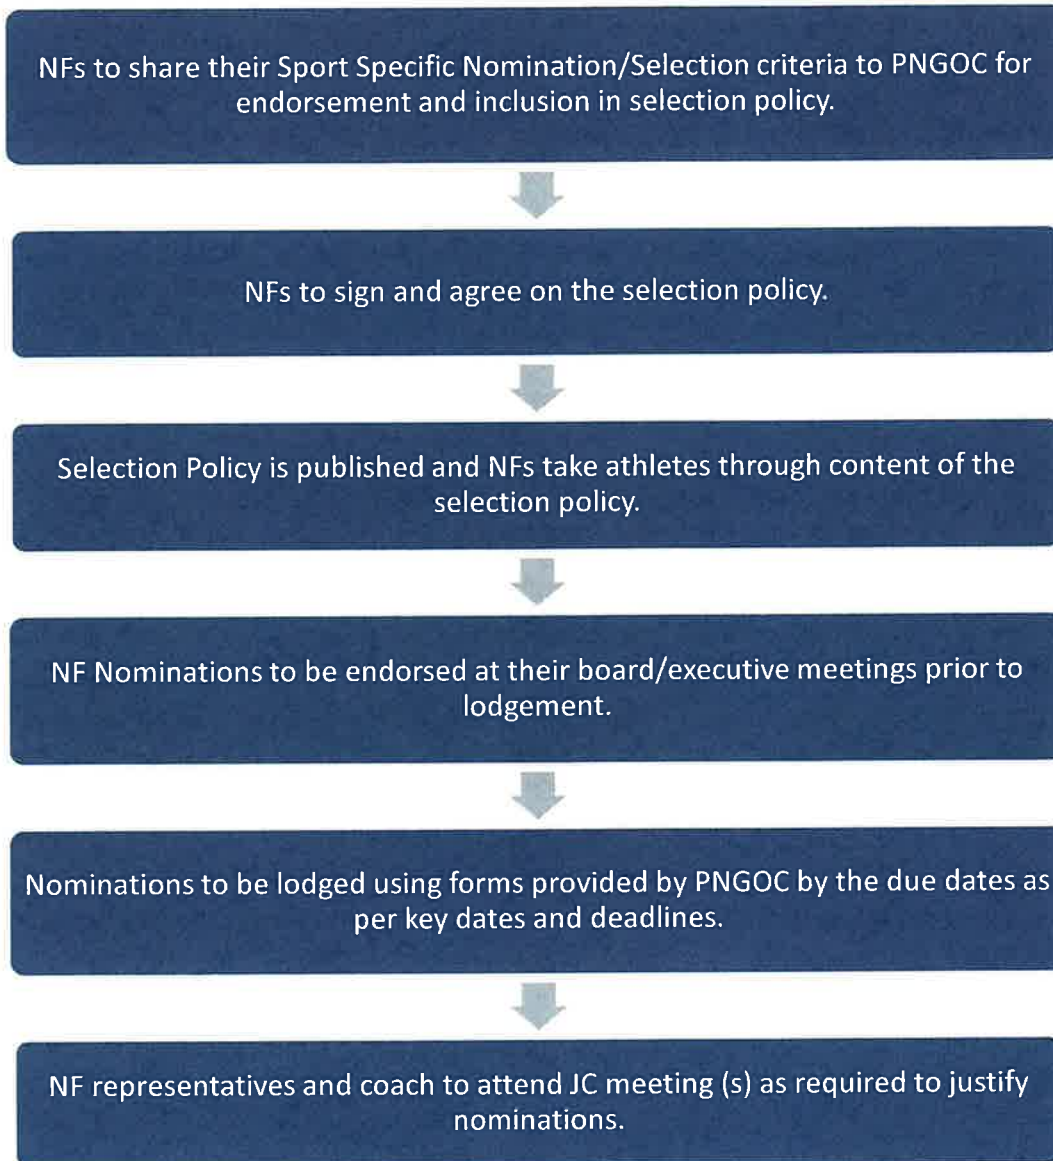 NFs to share their Sport Specific Nomination/Selection criteria to PNGOC for
endorsement and inclusion in selection policy.
NFs to sign and agree on the selection policy.
Selection Policy is published and NFs take athletes through content of the
selection policy.
NF Nominations to be endorsed at their board/executive meetings prior to
lodgement.
Nominations to be lodged using forms provided by PNGOC by the due dates as
per key dates and deadlines.
NF representatives and coach to attend JC meeting (s) as required to justify
nominations.